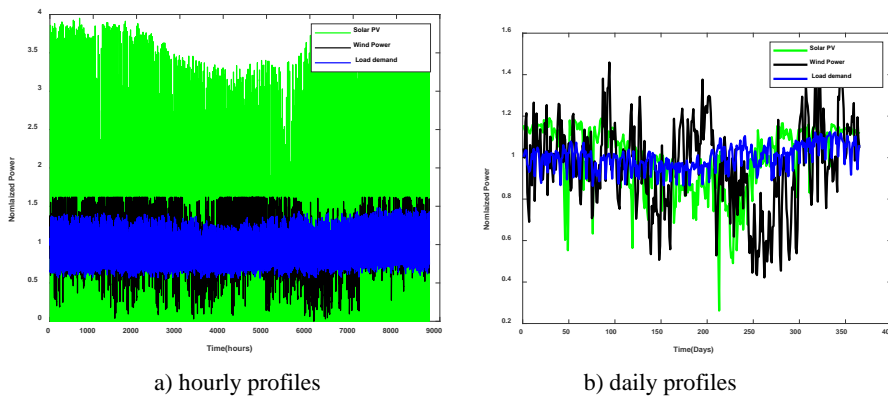 4
3.5
3
2.5
2
1.5
1
0.5
0
0 1000 2000 3000 4000 5000 6000 7000 8000 9000
Nomlaized Power
Time(hours)
Solar PV
Wind Power
Load demand
a) hourly profiles
1.6
1.4
1.2
1
0.8
0.6
0.4
0.2
0 50 100 150 200 250 300 350 40
Nomlaized Power
Time(Days)
Solar PV
Wind Power
Load demand
b) daily profiles